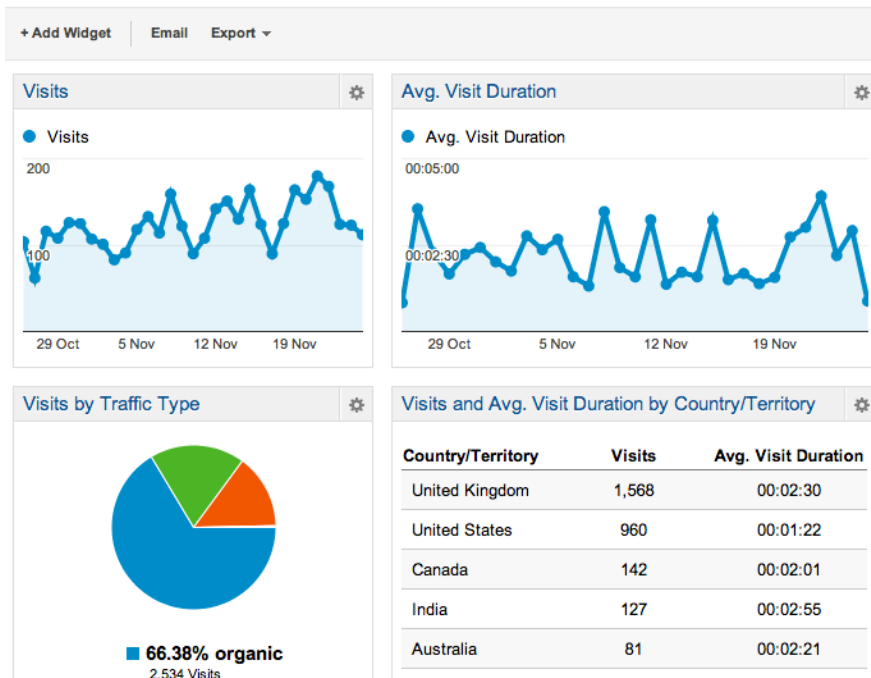 + Add Widget Email Export
Visits
Visits
200
100
29 Oct 5 Nov 12 Nov 19 Nov
Avg. Visit Duration
Avg. Visit Duration
00:05:00
00:02:30
29 Oct 5 Nov 12 Nov 19 Nov
Visits by Traffic Type
66.38% organic
2,534 Visits
Visits and Avg. Visit Duration by Country/Territory
Country/Territory Visits Avg. Visit Duration
United Kingdom 1,568 00:02:30
United States 960 00:01:22
Canada 142 00:02:01
India 127 00:02:55
Australia 81 00:02:21